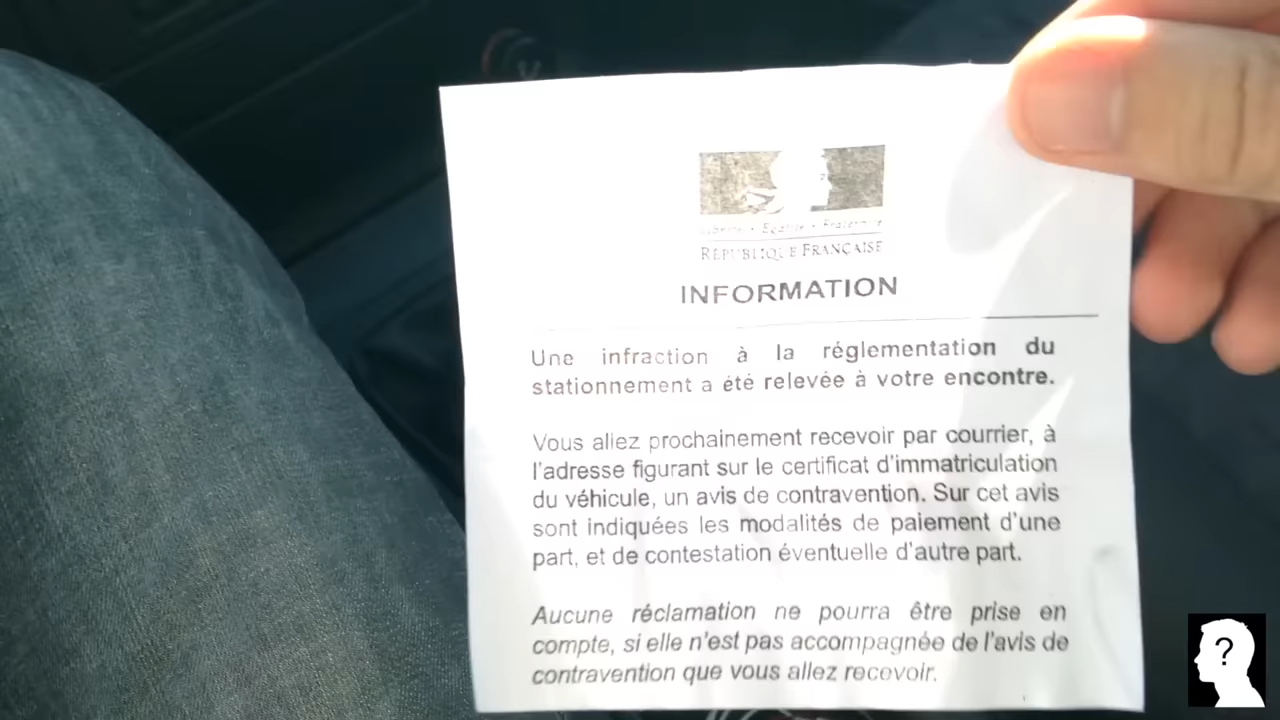 Liberté • Égalité • Fraternité
RÉPUBLIQUE FRANÇAISE
INFORMATION
Une infraction à la réglementation du
stationnement a été relevée à votre encontre.
Vous allez prochainement recevoir par courrier, à
l'adresse figurant sur le certificat d'immatriculation
du véhicule, un avis de contravention. Sur cet avis
sont indiquées les modalités de paiement d'une
part, et de contestation éventuelle d'autre part.
Aucune réclamation ne pourra être prise en
compte, si elle n'est pas accompagnée de l'avis de
contravention que vous allez recevoir.
?